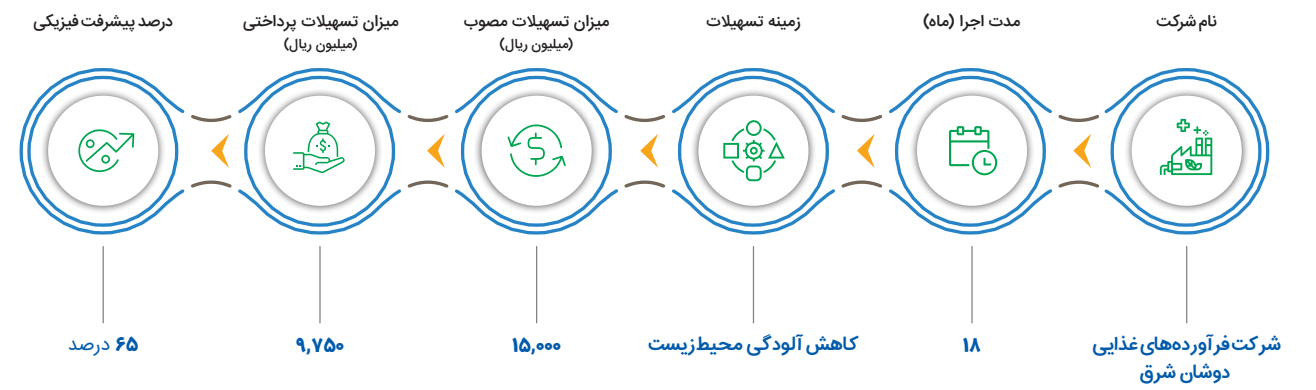 نام شرکت
مدت اجرا (ماه)
زمینه تسهیلات
میزان تسهیلات مصوب
(میلیون ریال)
میزان تسهیلات پرداختی
(میلیون ریال)
درصد پیشرفت فیزیکی
شرکت فرآورده‌های غذایی
دوشان شرق
۱۸
کاهش آلودگی محیط‌زیست
۱۵,۰۰۰
۹,۷۵۰
۶۵ درصد